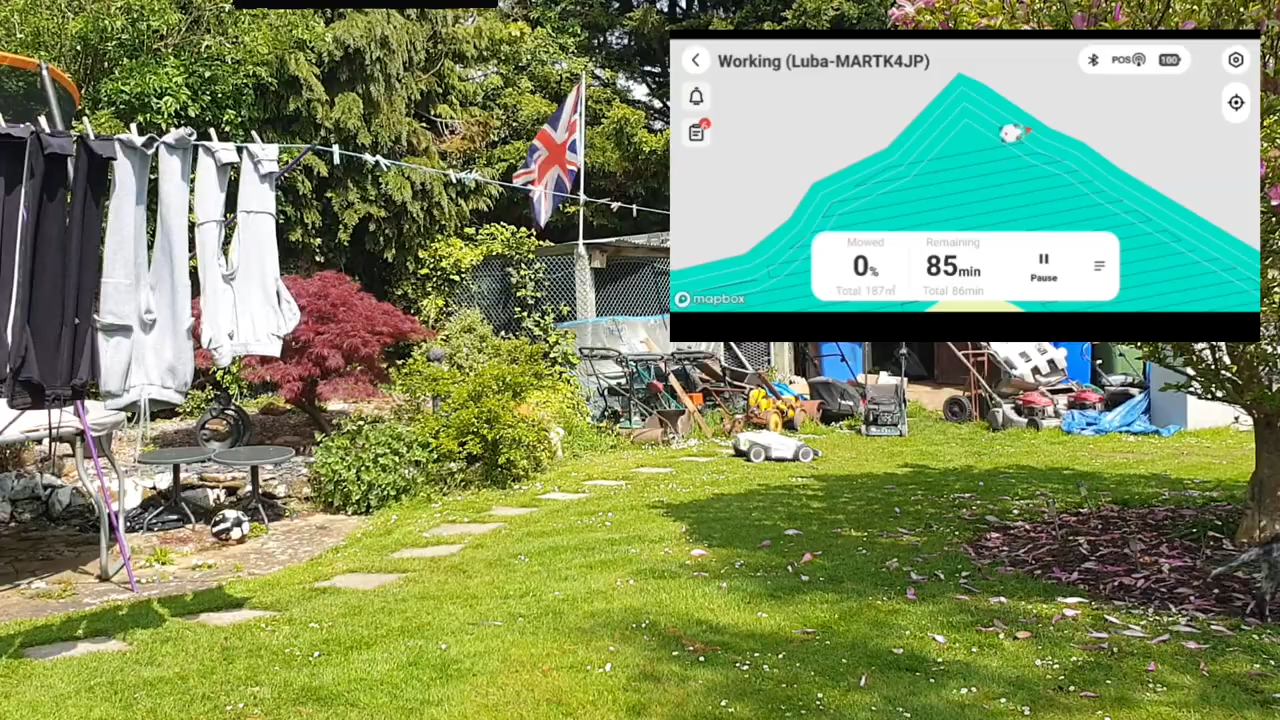 Working (Luba-MARTK4JP)
POS
100
Mowed
Remaining
0%
85min
Pause
Total 187㎡
Total 86min
mapbox